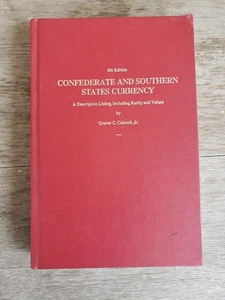 4th Edition
CONFEDERATE AND SOUTHERN
STATES CURRENCY
A Descriptive Listing, Including Rarity and Values
by
Grover C. Criswell, Jr.